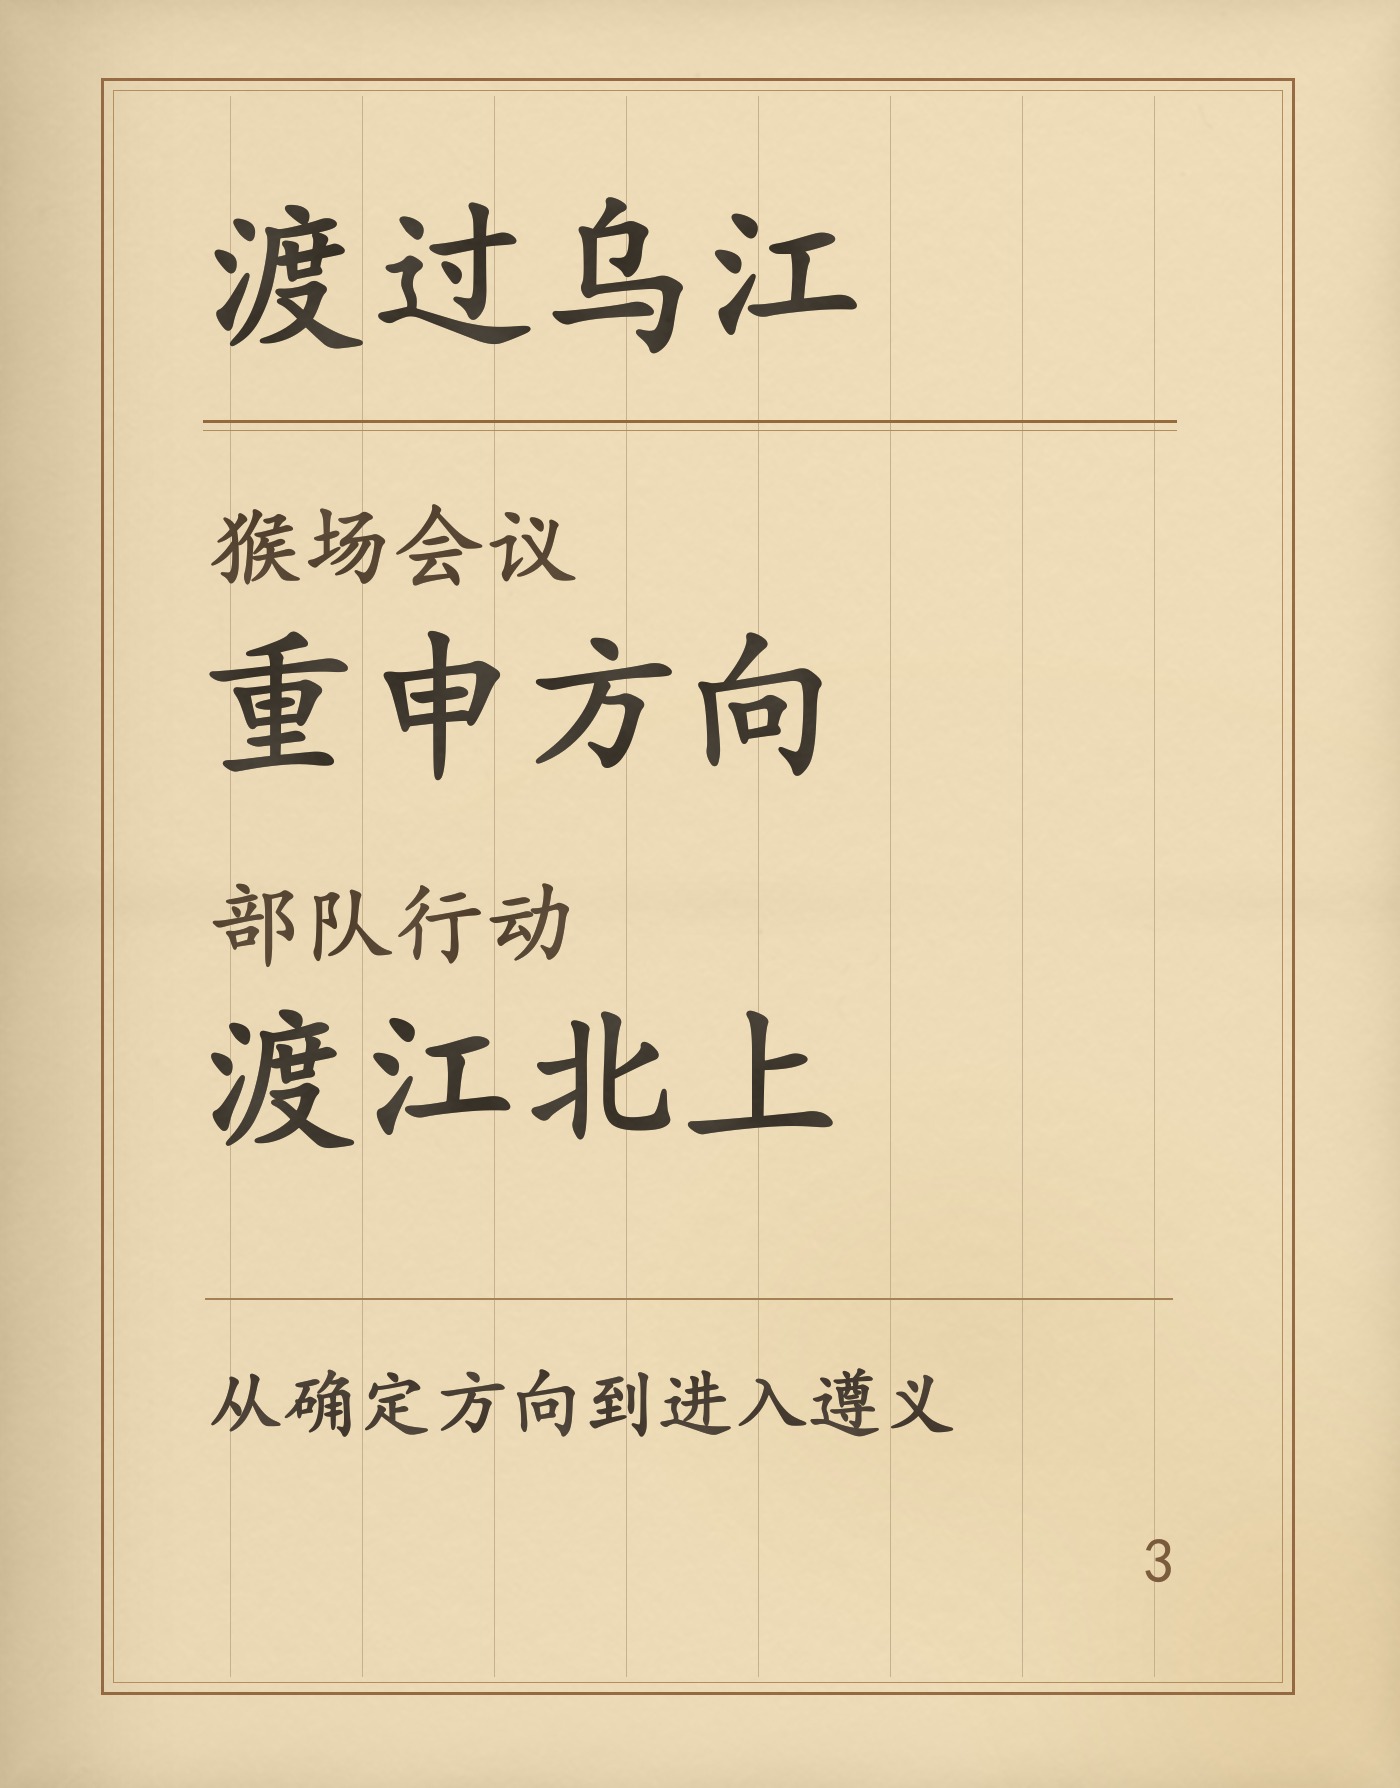 渡过乌江
猴场会议
重申方向
部队行动
渡江北上
从确定方向到进入遵义
3